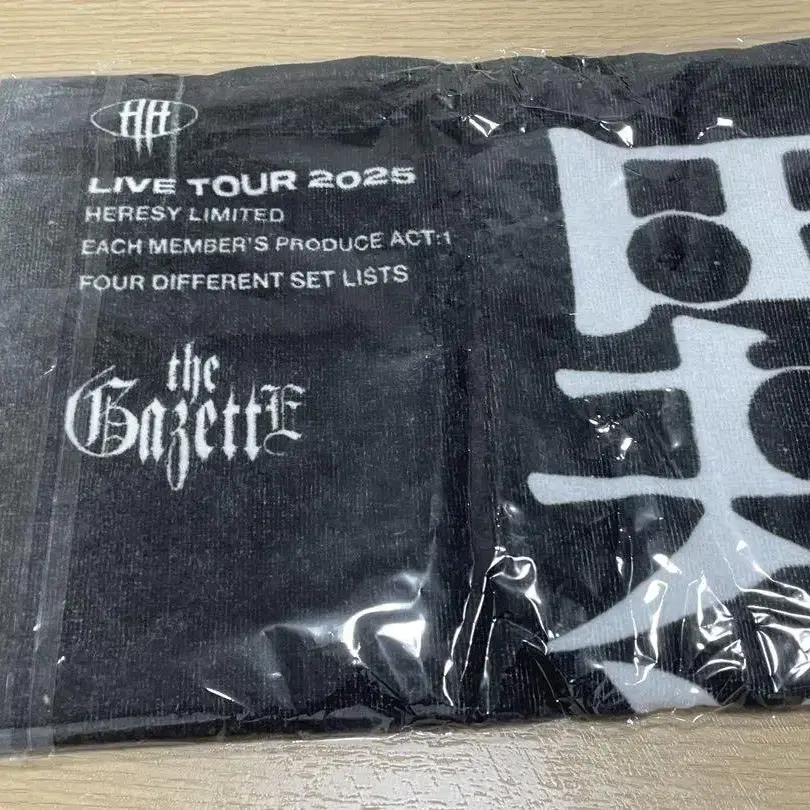 LIVE TOUR 2025
HERESY LIMITED
EACH MEMBER'S PRODUCE ACT:1
FOUR DIFFERENT SET LISTS
the
GazettE